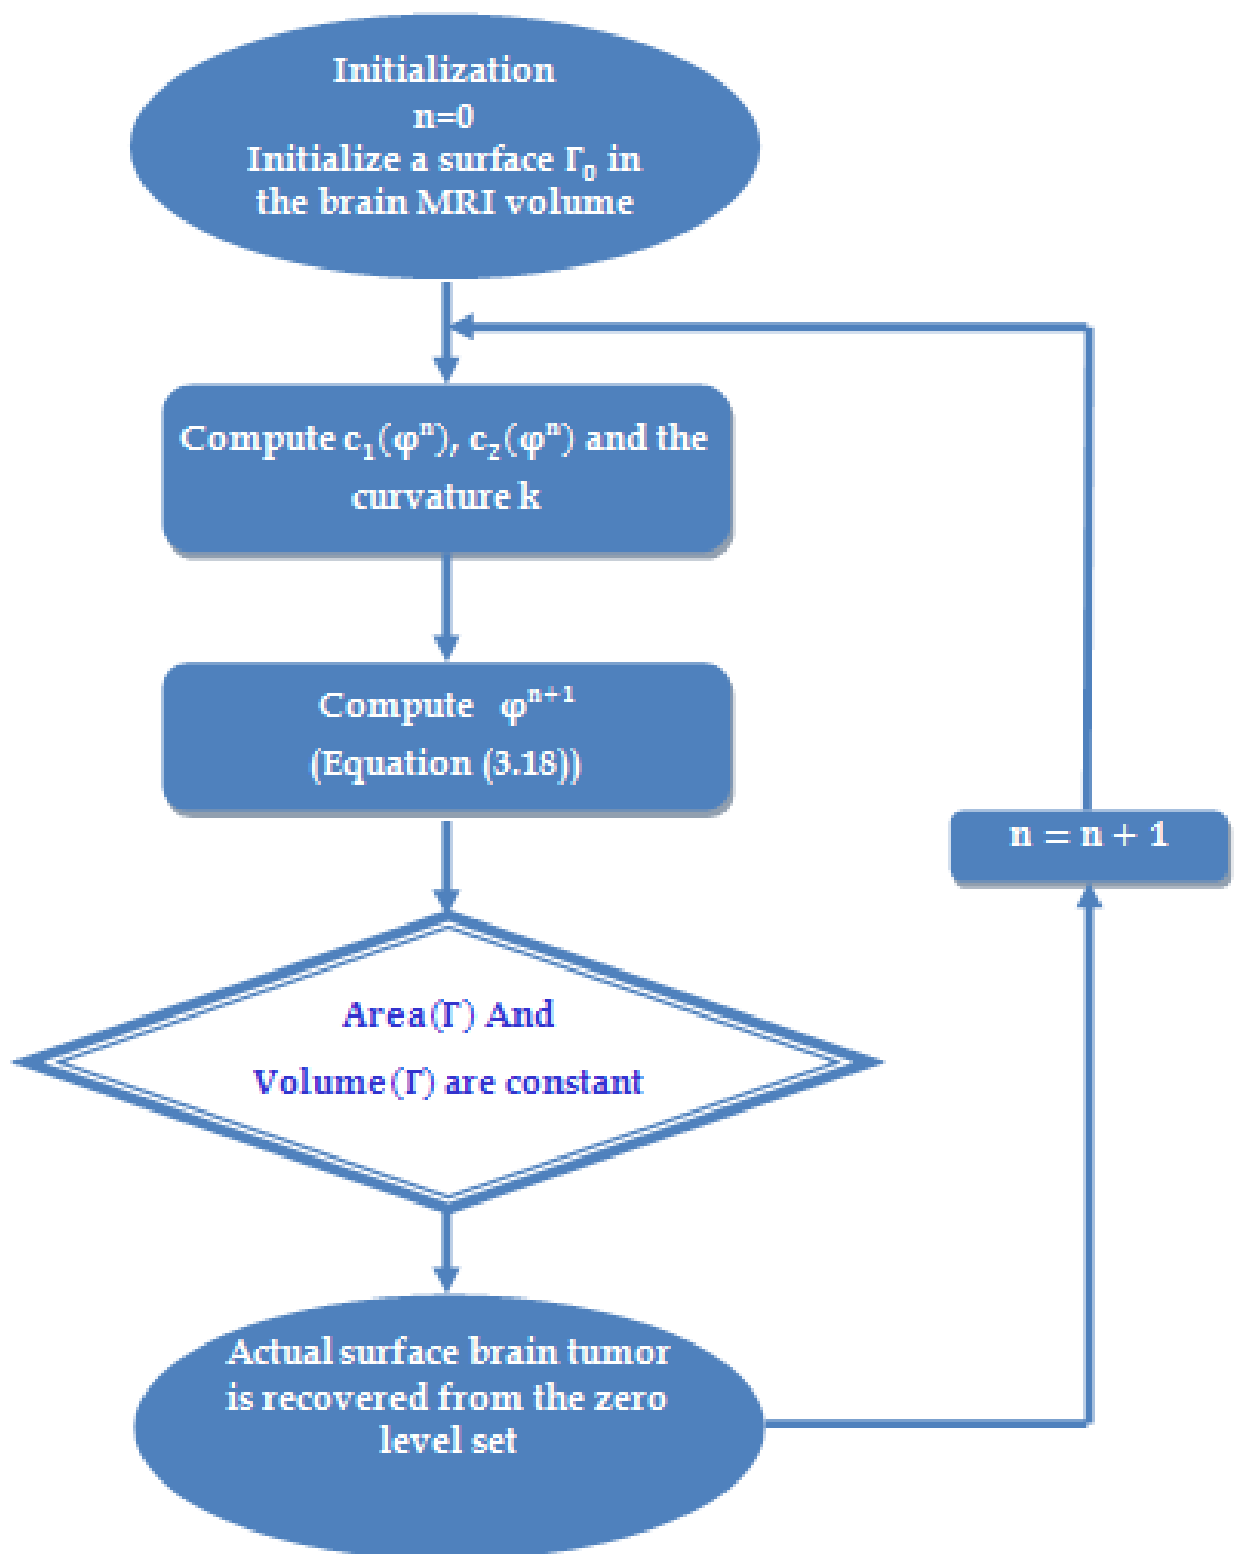 Initialization
n=0
Initialize a surface Γ₀ in
the brain MRI volume
Compute c₁(φⁿ), c₂(φⁿ) and the
curvature k
Compute φⁿ⁺¹
(Equation (3.18))
n = n + 1
Area(Γ) And
Volume(Γ) are constant
Actual surface brain tumor
is recovered from the zero
level set